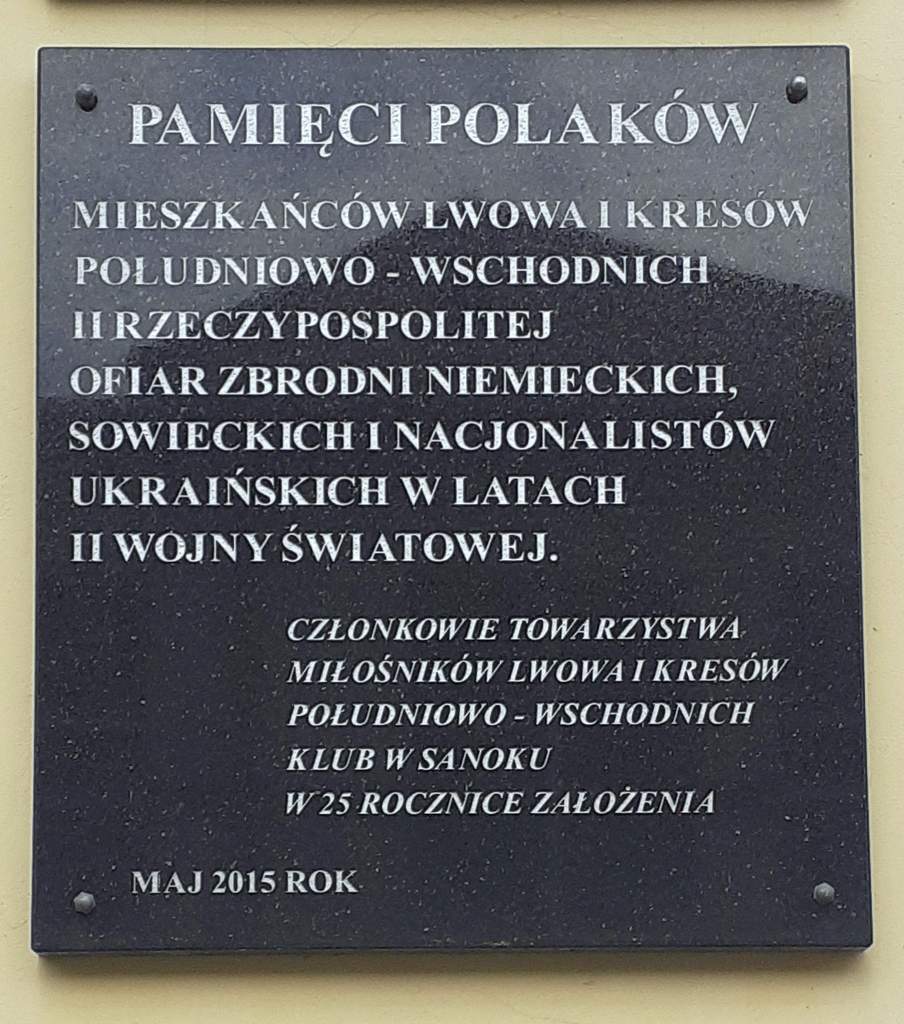 PAMIĘCI POLAKÓW
MIESZKAŃCÓW LWOWA I KRESÓW
POŁUDNIOWO - WSCHODNICH
II RZECZYPOSPOLITEJ
OFIAR ZBRODNI NIEMIECKICH,
SOWIECKICH I NACJONALISTÓW
UKRAIŃSKICH W LATACH
II WOJNY ŚWIATOWEJ.
CZŁONKOWIE TOWARZYSTWA
MIŁOŚNIKÓW LWOWA I KRESÓW
POŁUDNIOWO - WSCHODNICH
KLUB W SANOKU
W 25 ROCZNICE ZAŁOŻENIA
MAJ 2015 ROK